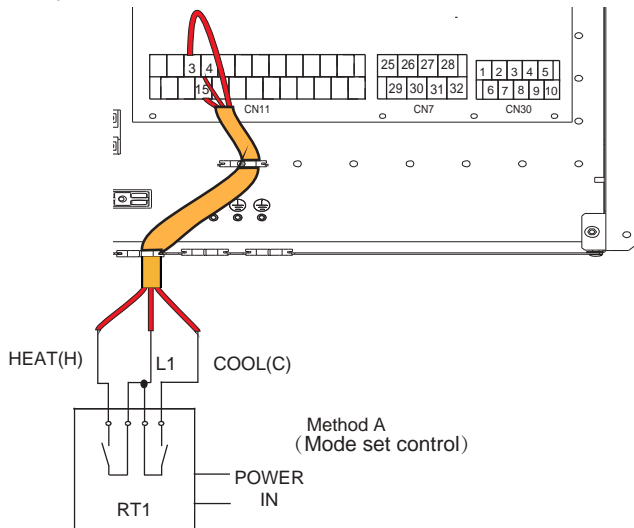 3 4
15
CN11
25 26 27 28
29 30 31 32
CN7
1 2 3 4 5
6 7 8 9 10
CN30
HEAT(H)
L1
COOL(C)
Method A
(Mode set control)
POWER
IN
RT1